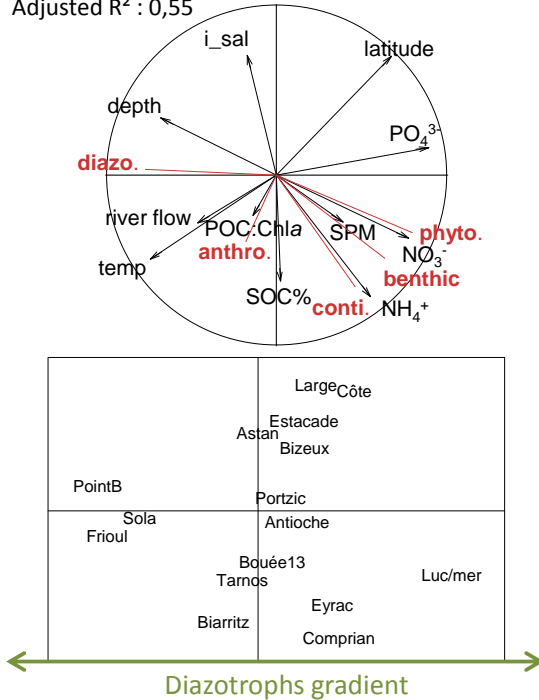 Adjusted R² : 0,55
i_sal
latitude
depth
PO₄³⁻
diazo.
river flow
POC:Chla
SPM
phyto.
anthro.
NO₃⁻
temp
benthic
SOC%
conti.
NH₄⁺
Large
Côte
Estacade
Astan
Bizeux
PointB
Portzic
Sola
Antioche
Frioul
Bouée13
Tarnos
Luc/mer
Eyrac
Biarritz
Comprian
Diazotrophs gradient